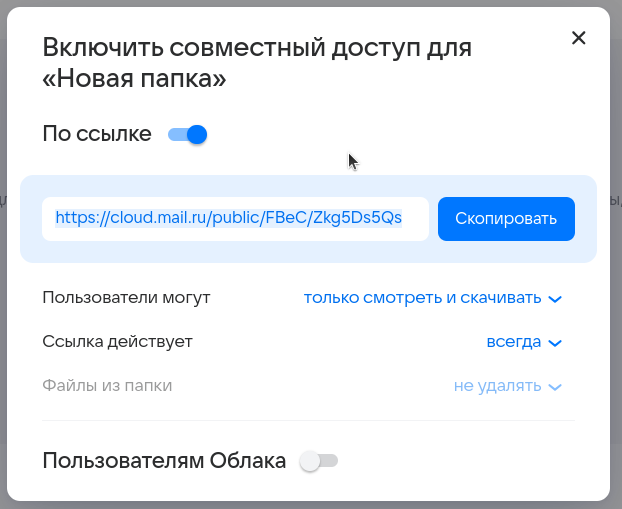 Включить совместный доступ для
«Новая папка»
По ссылке
https://cloud.mail.ru/public/FBeC/Zkg5Ds5Qs
Скопировать
Пользователи могут
только смотреть и скачивать
Ссылка действует
всегда
Файлы из папки
не удалять
Пользователям Облака